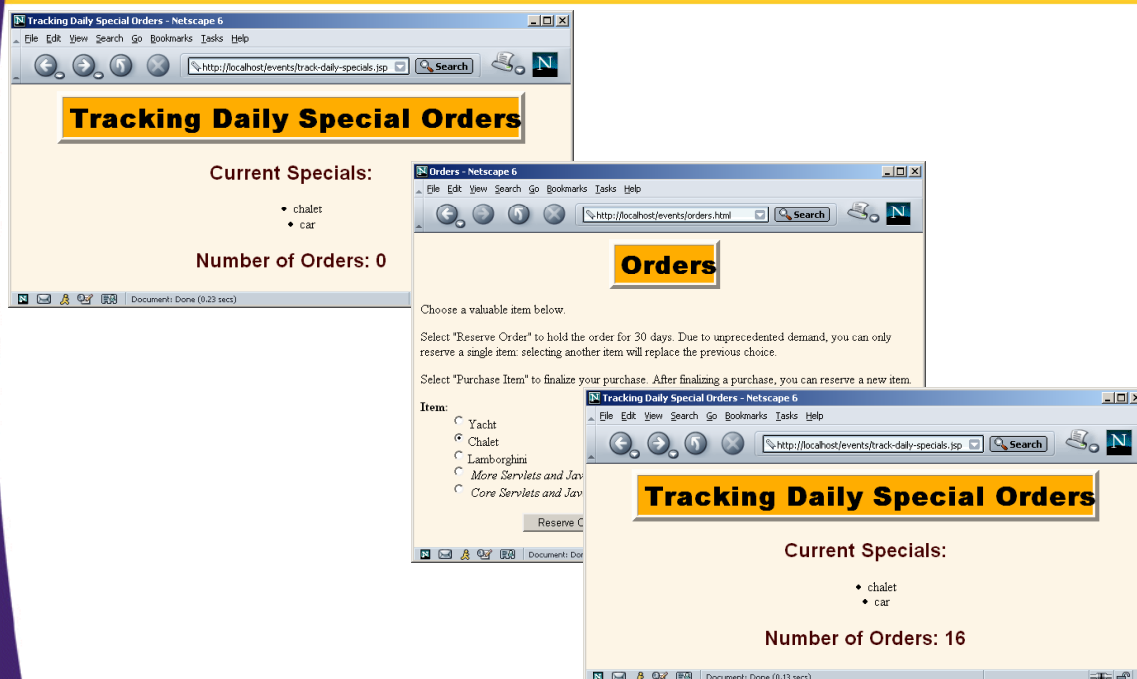 Tracking Daily Special Orders - Netscape 6
File Edit View Search Go Bookmarks Tasks Help
http://localhost/events/track-daily-specials.jsp Search N
Tracking Daily Special Orders
Current Specials:
• chalet
• car
Number of Orders: 0
Document: Done (0.23 secs)
Orders - Netscape 6
File Edit View Search Go Bookmarks Tasks Help
http://localhost/events/orders.html Search N
Orders
Choose a valuable item below.
Select "Reserve Order" to hold the order for 30 days. Due to unprecedented demand, you can only
reserve a single item: selecting another item will replace the previous choice.
Select "Purchase Item" to finalize your purchase. After finalizing a purchase, you can reserve a new item.
Item:
Yacht
Chalet
Lamborghini
More Servlets and Jav
Core Servlets and Jav
Reserve
Document: Do
Tracking Daily Special Orders - Netscape 6
File Edit View Search Go Bookmarks Tasks Help
http://localhost/events/track-daily-specials.jsp Search N
Tracking Daily Special Orders
Current Specials:
• chalet
• car
Number of Orders: 16
Document: Done (0.13 secs)